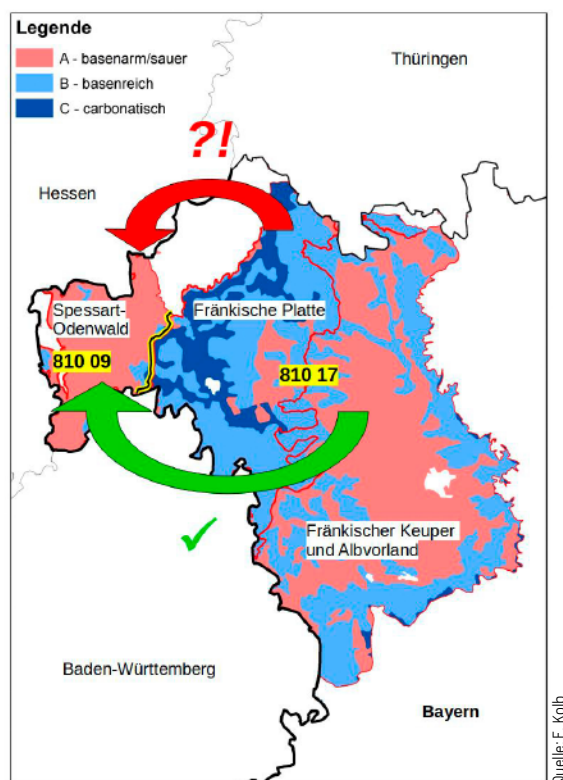 Legende
A - basenarm/sauer
B - basenreich
C - carbonatisch
Thüringen
?!
Hessen
Spessart-
Odenwald
Fränkische Platte
810 09
810 17
Fränkischer Keuper
und Albvorland
Baden-Württemberg
Bayern
Quelle: E. Kolb